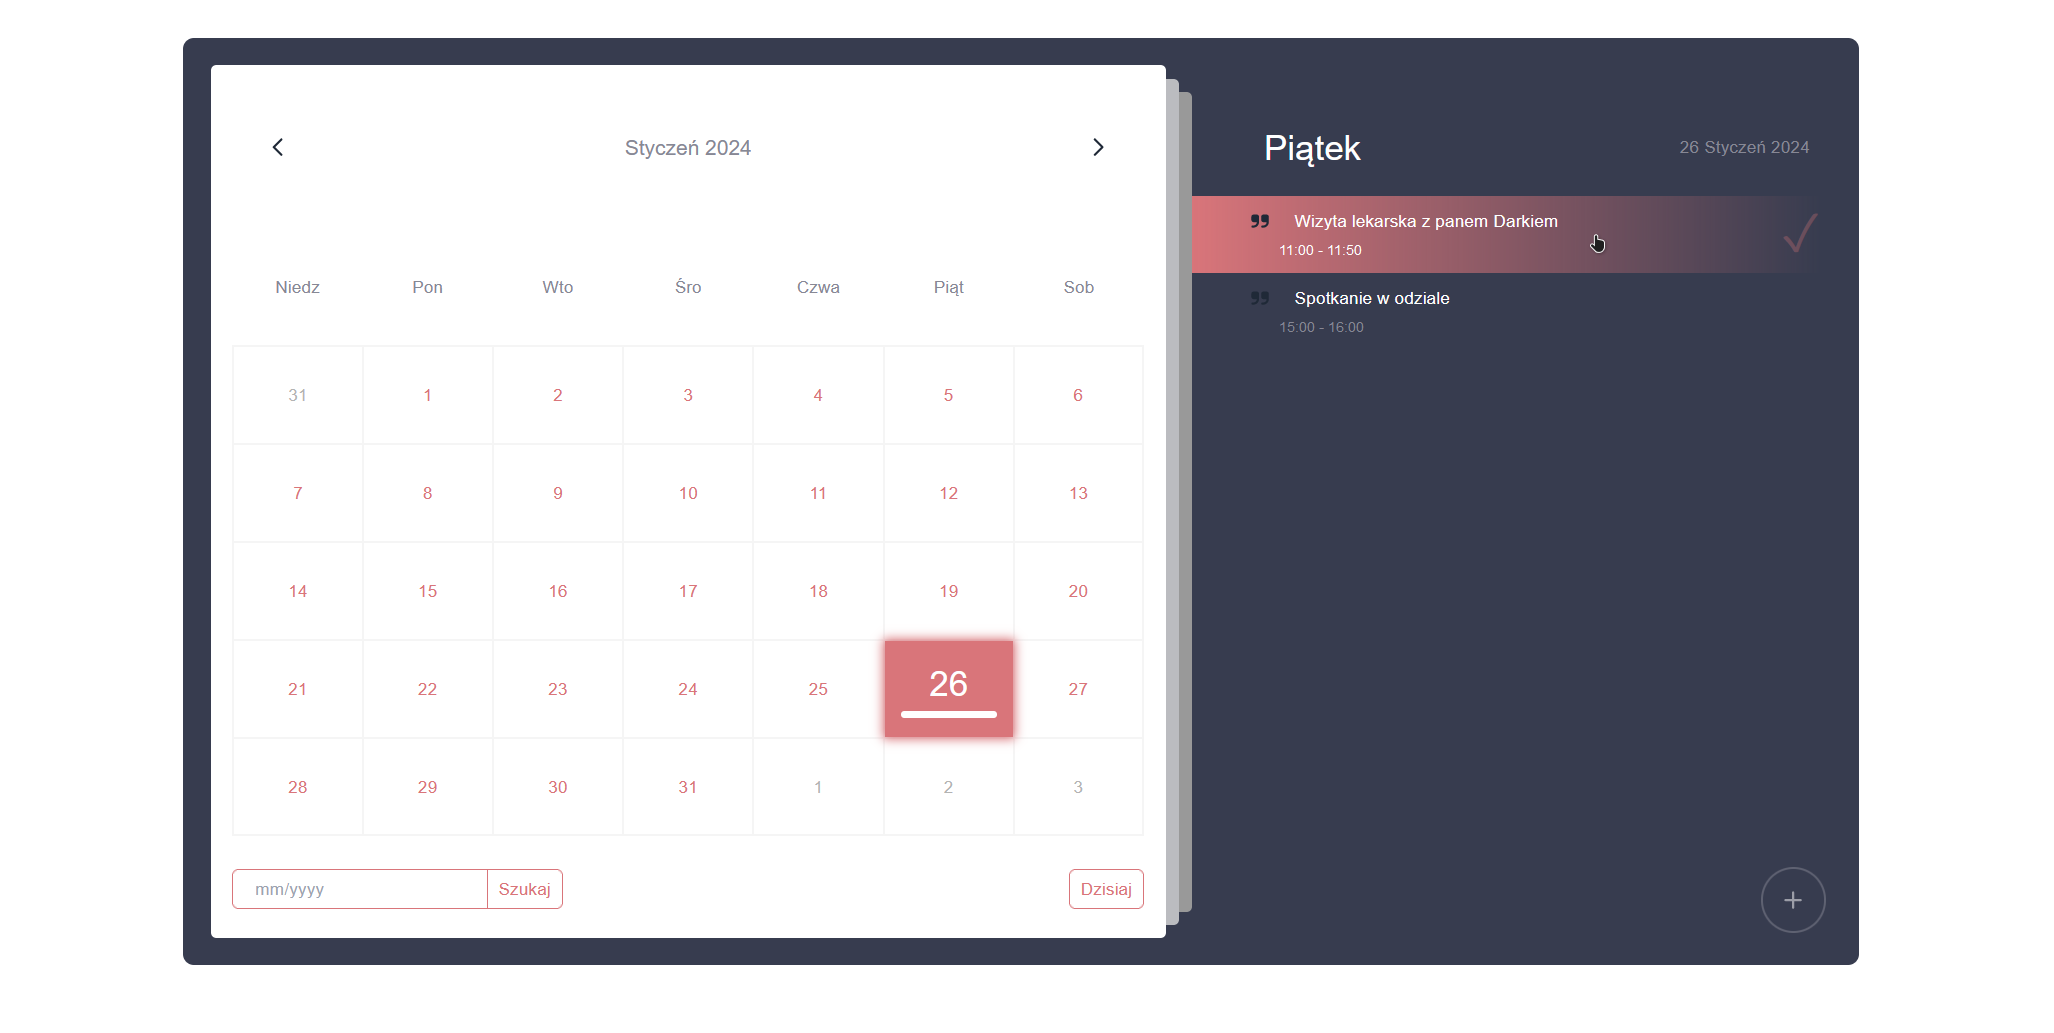 Styczeń 2024
Niedz Pon Wto Śro Czwa Piąt Sob
31 1 2 3 4 5 6
7 8 9 10 11 12 13
14 15 16 17 18 19 20
21 22 23 24 25 26 27
28 29 30 31 1 2 3
mm/yyyy Szukaj Dzisiaj
Piątek 26 Styczeń 2024
Wizyta lekarska z panem Darkiem
11:00 - 11:50
Spotkanie w odziale
15:00 - 16:00